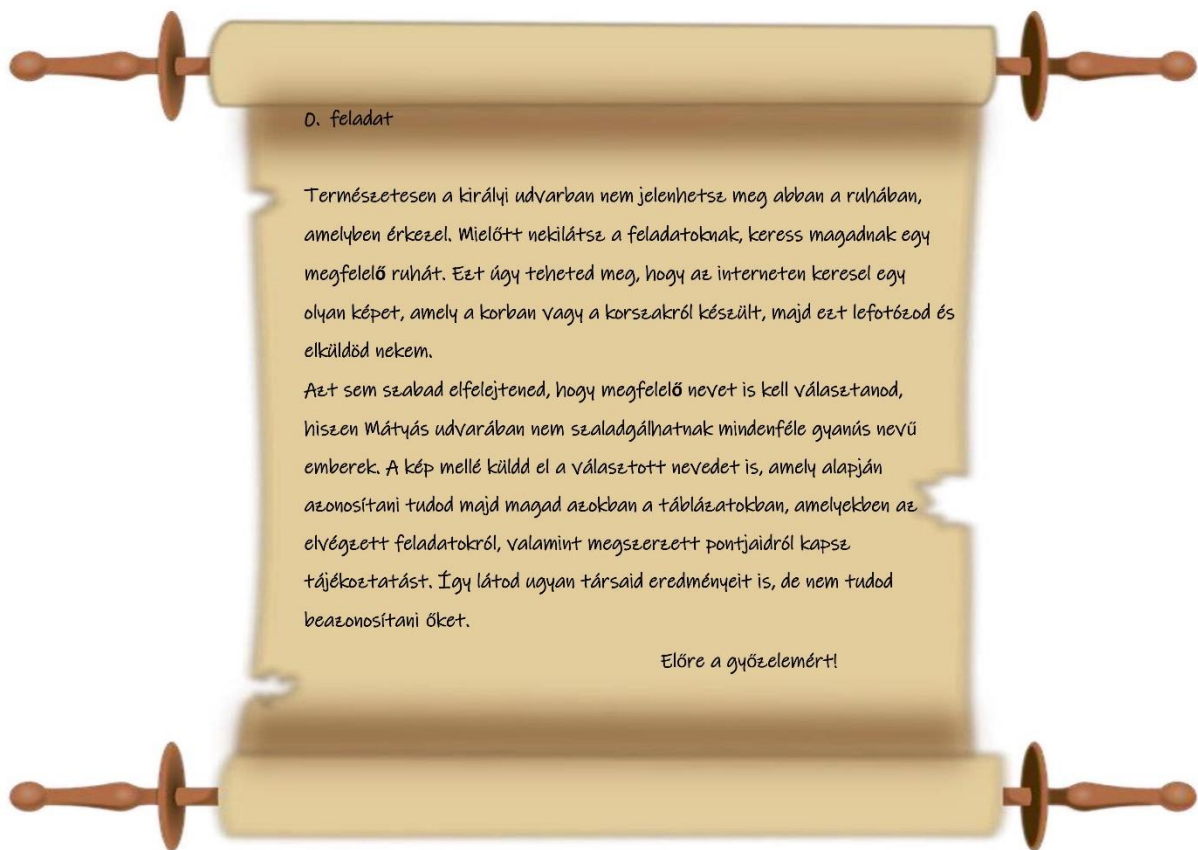 0. feladat
Természetesen a királyi udvarban nem jelenhetsz meg abban a ruhában,
amelyben érkezel. Mielőtt nekilátsz a feladatoknak, keress magadnak egy
megfelelő ruhát. Ezt úgy teheted meg, hogy az interneten keresel egy
olyan képet, amely a korban vagy a korszakról készült, majd ezt lefotózod és
elküldöd nekem.
Azt sem szabad elfelejtened, hogy megfelelő nevet is kell választanod,
hiszen Mátyás udvarában nem szaladgálhatnak mindenféle gyanús nevű
emberek. A kép mellé küldd el a választott nevedet is, amely alapján
azonosítani tudod majd magad azokban a táblázatokban, amelyekben az
elvégzett feladatokról, valamint megszerzett pontjaidról kapsz
tájékoztatást. Így látod ugyan társaid eredményeit is, de nem tudod
beazonosítani őket.
Előre a győzelemért!